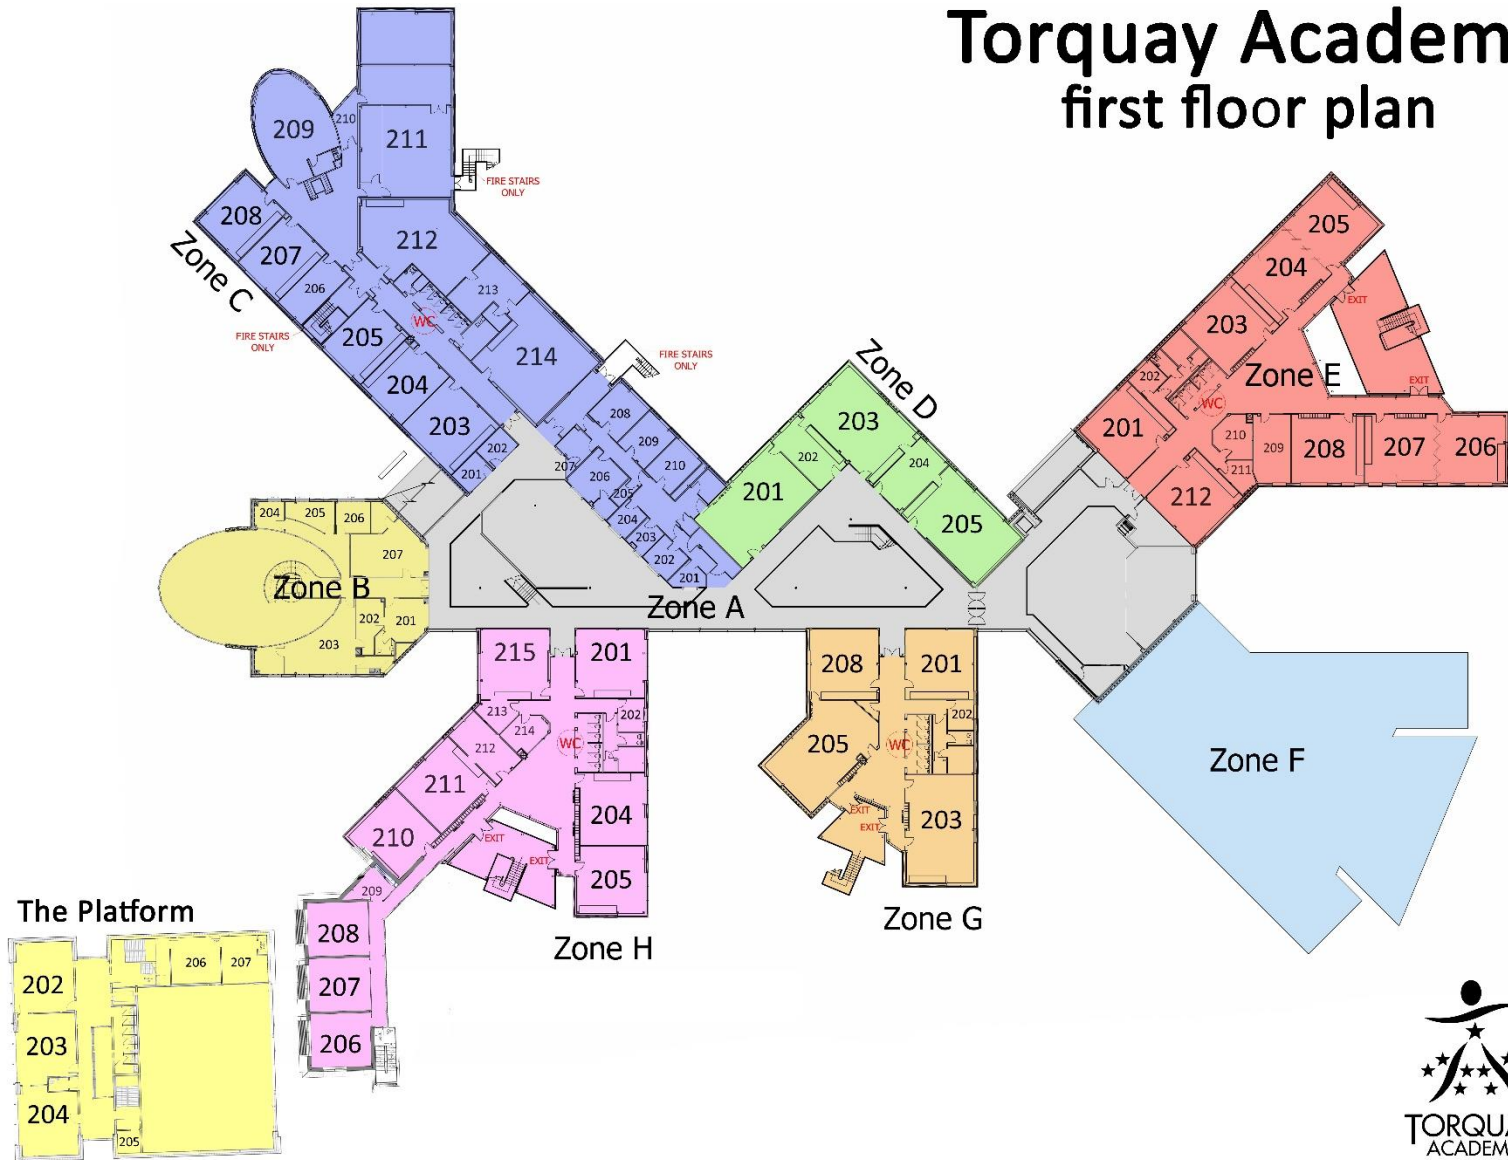 Torquay Academ
first floor plan
209
210
211
FIRE STAIRS
ONLY
208
207
206
212
213
Zone C
FIRE STAIRS
ONLY
205
WC
204
203
214
FIRE STAIRS
ONLY
202
201
207
208
209
210
206
205
204
203
202
201
Zone D
203
202
204
201
205
205
204
203
EXIT
202
Zone E
EXIT
WC
201
210
209
208
207
206
211
212
204
205
206
207
Zone B
202
201
203
Zone A
215
201
213
214
202
212
WC
211
204
210
EXIT
EXIT
205
209
208
207
206
Zone H
208
201
202
205
WC
EXIT
EXIT
203
Zone G
Zone F
The Platform
202
206
207
203
204
205
TORQUA
ACADEM